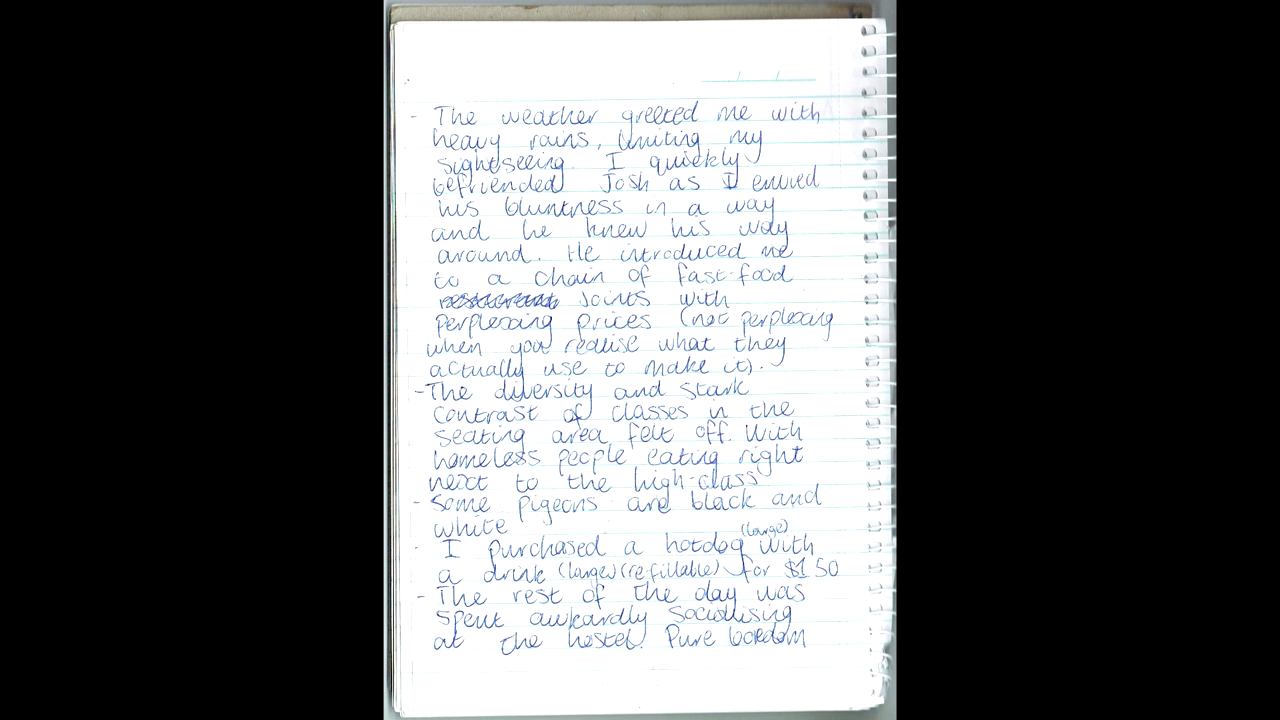 - The weather greeted me with
heavy rains, limiting my
sightseeing. I quickly
befriended Josh as I envied
his bluntness in a way
and he knew his way
around. He introduced me
to a chain of fast-food
joints with
perplexing prices (not perplexing
when you realise what they
actually use to make it).
- The diversity and stark
contrast of classes in the
seating area felt off. With
homeless people eating right
next to the high-class
- Some pigeons are black and
white
(large)
- I purchased a hotdog with
a drink (large) (refillable) for $1.50
- The rest of the day was
spent awkardly socialising
at the hostel. Pure boredom